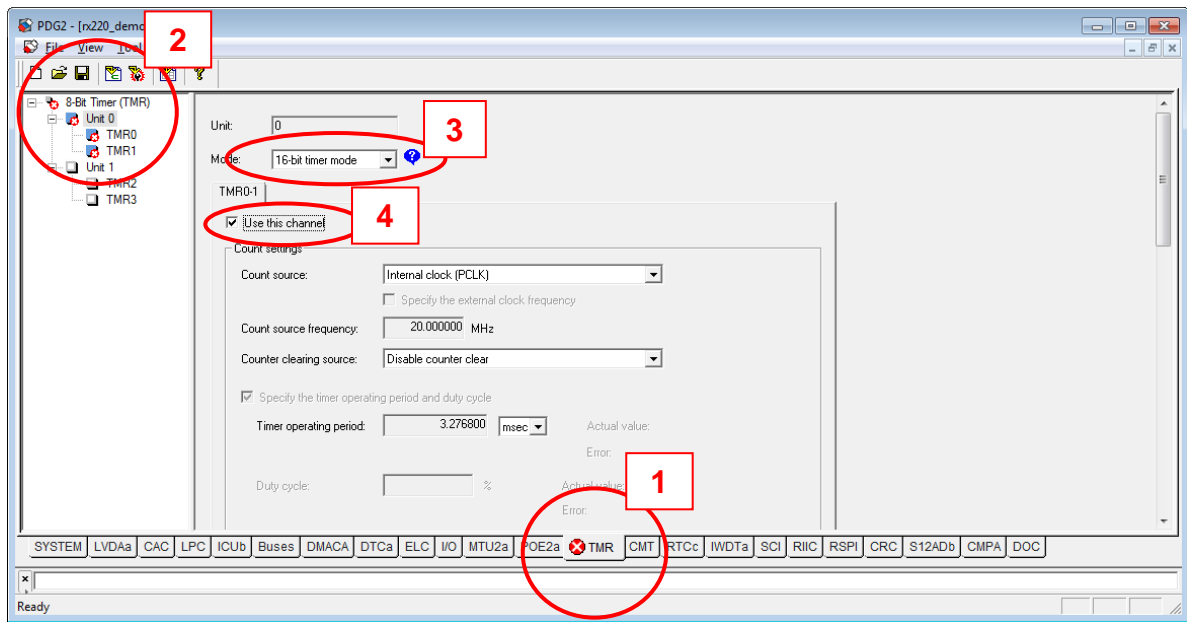 PDG2 - [rx220_demo
2
File View Tool
8-Bit Timer (TMR)
Unit 0
TMR0
TMR1
Unit 1
TMR2
TMR3
Unit: 0
3
Mode: 16-bit timer mode
TMR0-1
4
Use this channel
Count settings
Count source: Internal clock (PCLK)
Specify the external clock frequency
Count source frequency: 20.000000 MHz
Counter clearing source: Disable counter clear
Specify the timer operating period and duty cycle
Timer operating period: 3.276800 msec Actual value:
Error:
Duty cycle: % Actual value:
Error:
1
SYSTEM LVDAa CAC LPC ICUb Buses DMACA DTCa ELC I/O MTU2a POE2a TMR CMT RTCc IWDTa SCI RIIC RSPI CRC S12ADb CMPA DOC
Ready